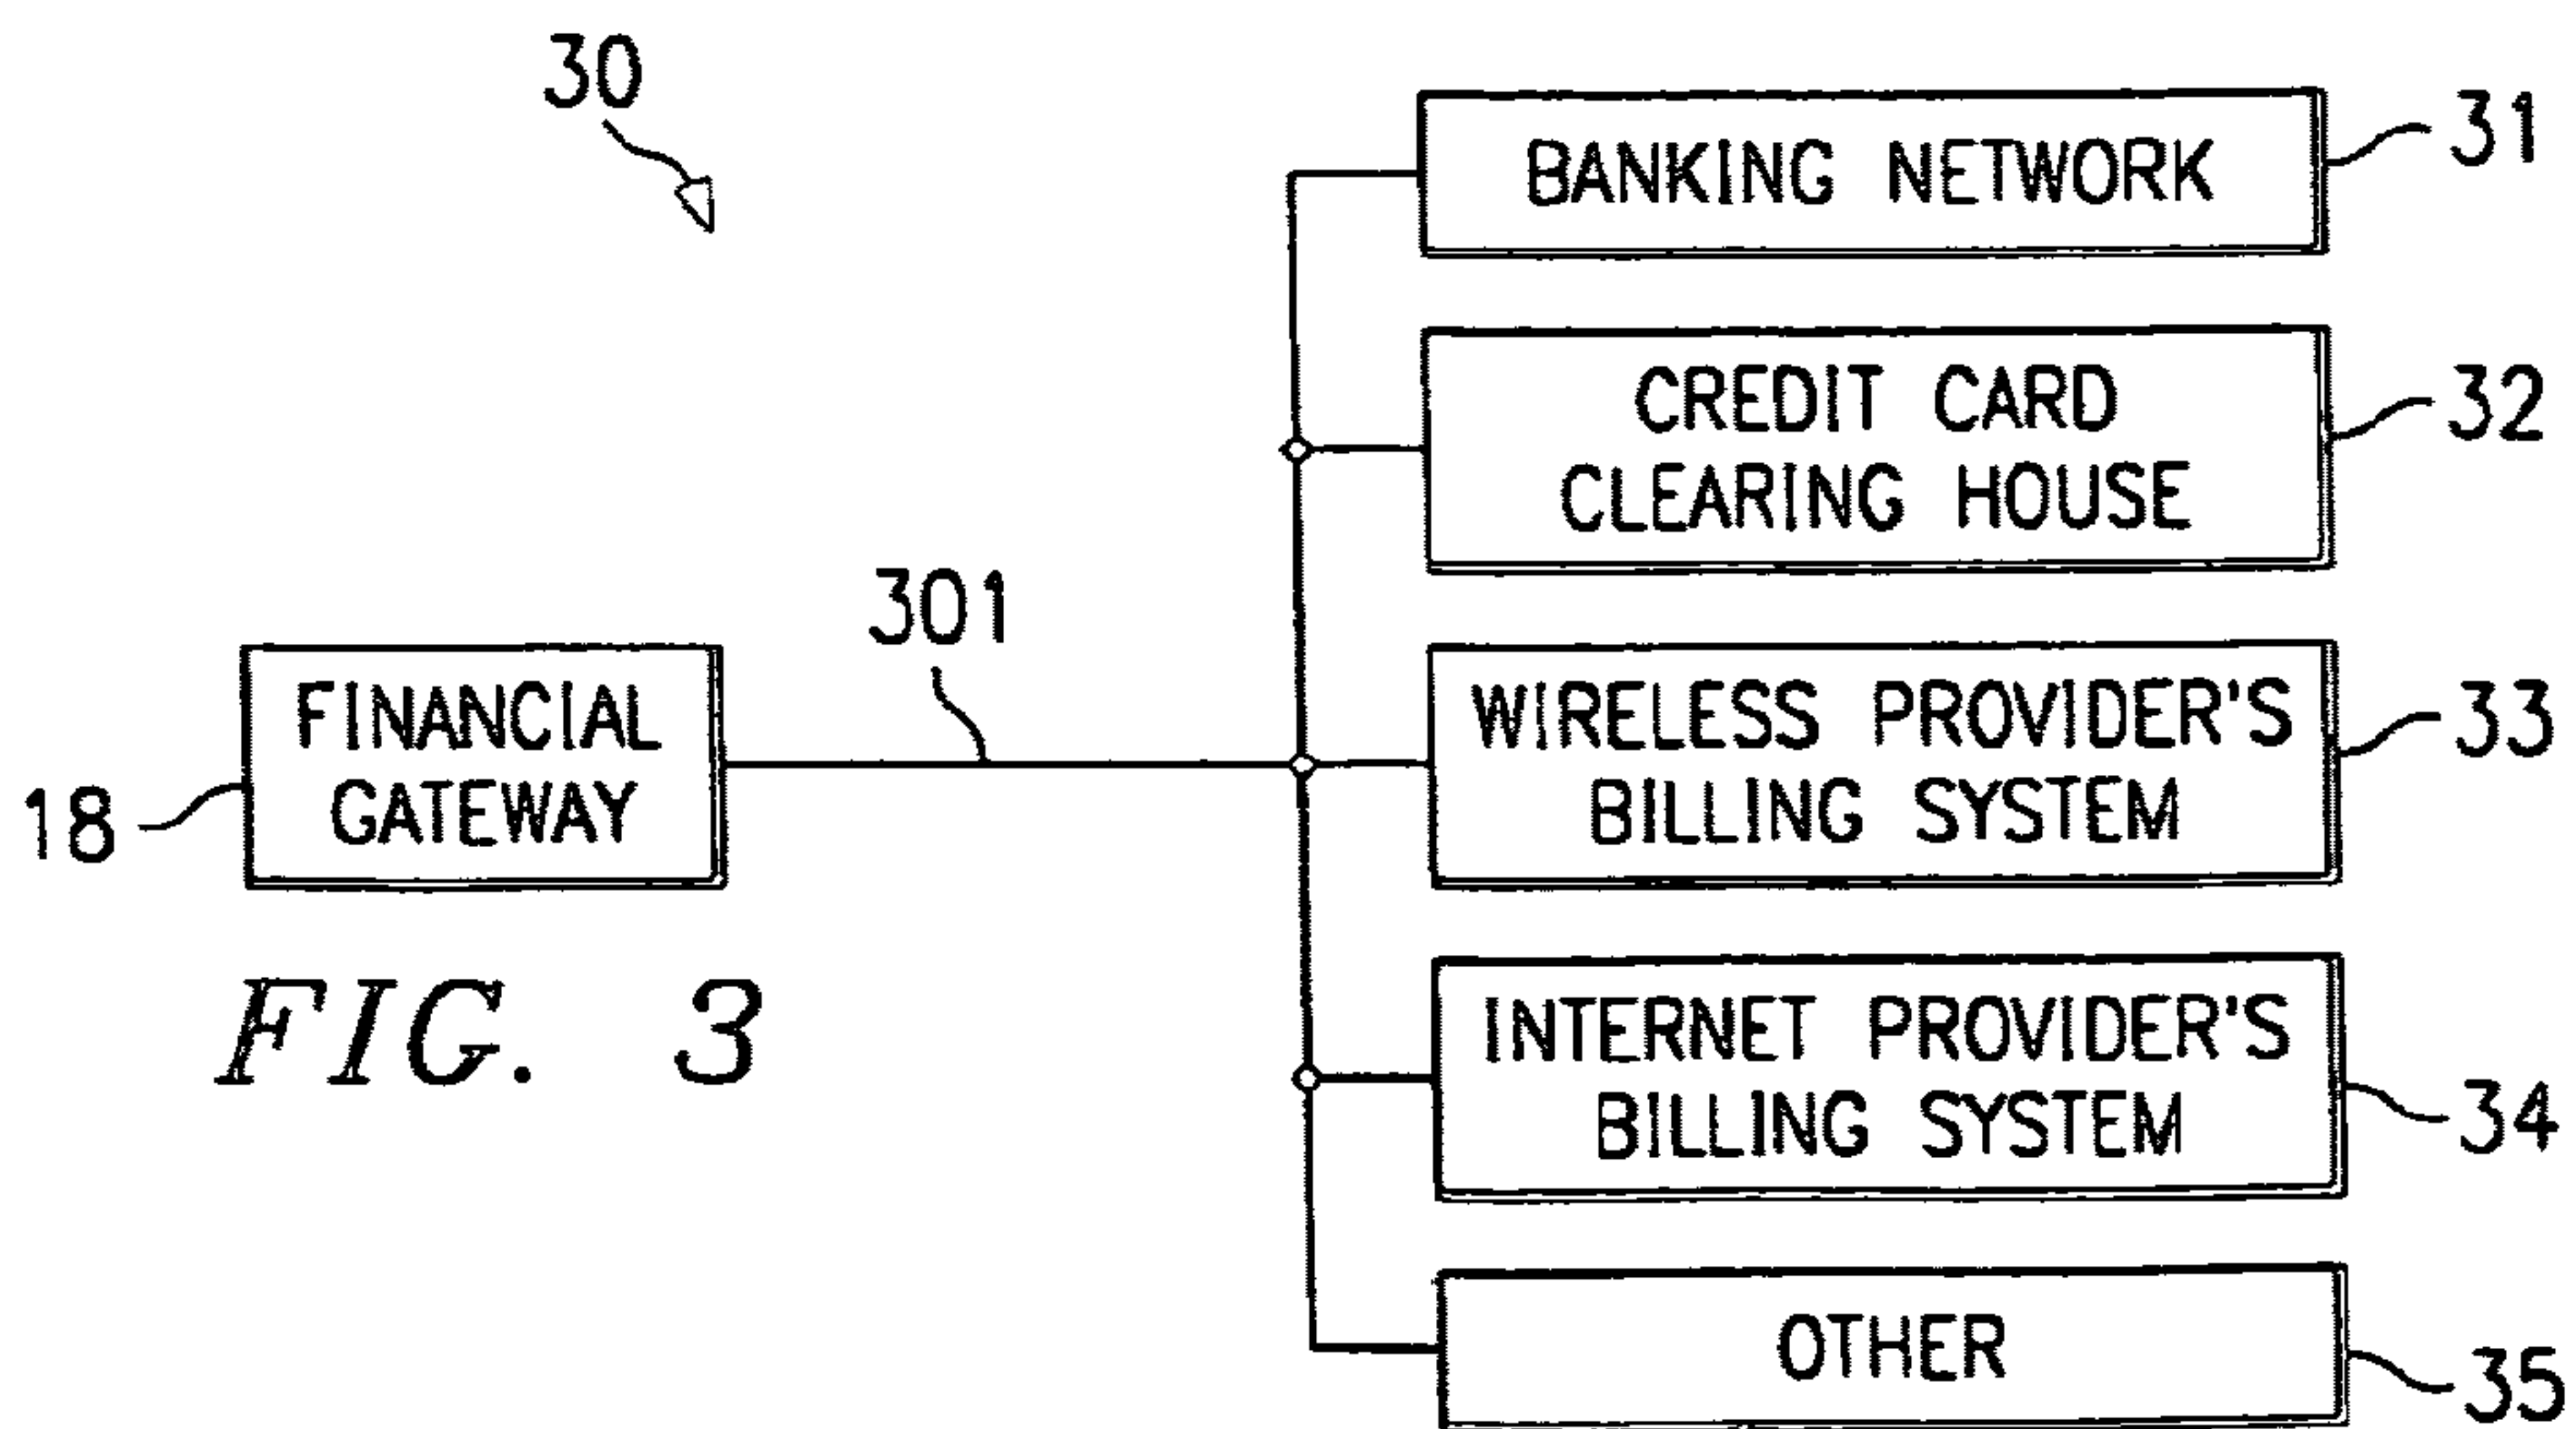 30
BANKING NETWORK
31
CREDIT CARD
CLEARING HOUSE
32
301
FINANCIAL
GATEWAY
18
WIRELESS PROVIDER'S
BILLING SYSTEM
33
FIG. 3
INTERNET PROVIDER'S
BILLING SYSTEM
34
OTHER
35